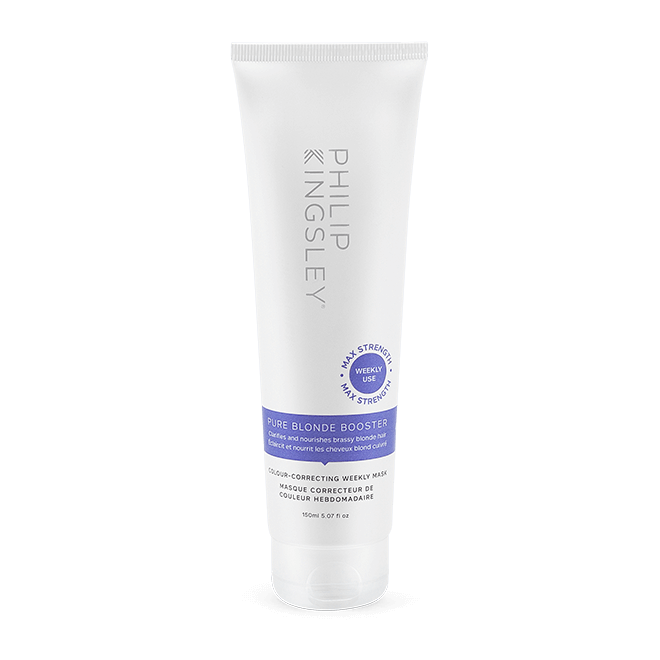 PHILIP
KINGSLEY®
• MAX STRENGTH •
WEEKLY
USE
MAX STRENGTH
PURE BLONDE BOOSTER
Clarifies and nourishes brassy blonde hair
Éclaircit et nourrit les cheveux blond cuivré
COLOUR-CORRECTING WEEKLY MASK
MASQUE CORRECTEUR DE
COULEUR HEBDOMADAIRE
150ml 5.07 fl oz